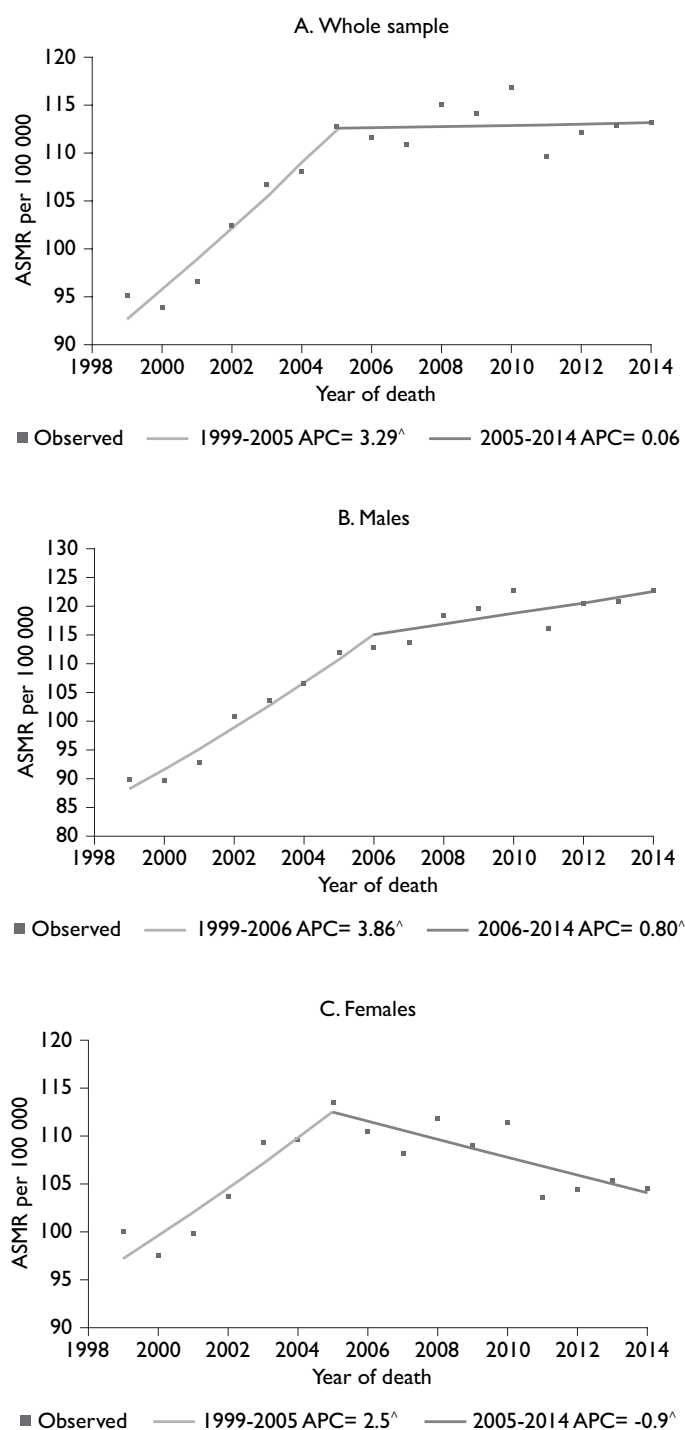 A. Whole sample
120
115
110
105
100
95
90
ASMR per 100 000
1998 2000 2002 2004 2006 2008 2010 2012 2014
Year of death
Observed 1999-2005 APC= 3.29^ 2005-2014 APC= 0.06
B. Males
130
125
120
115
110
105
100
95
90
85
80
ASMR per 100 000
1998 2000 2002 2004 2006 2008 2010 2012 2014
Year of death
Observed 1999-2006 APC= 3.86^ 2006-2014 APC= 0.80^
C. Females
120
115
110
105
100
95
90
ASMR per 100 000
1998 2000 2002 2004 2006 2008 2010 2012 2014
Year of death
Observed 1999-2005 APC= 2.5^ 2005-2014 APC= -0.9^